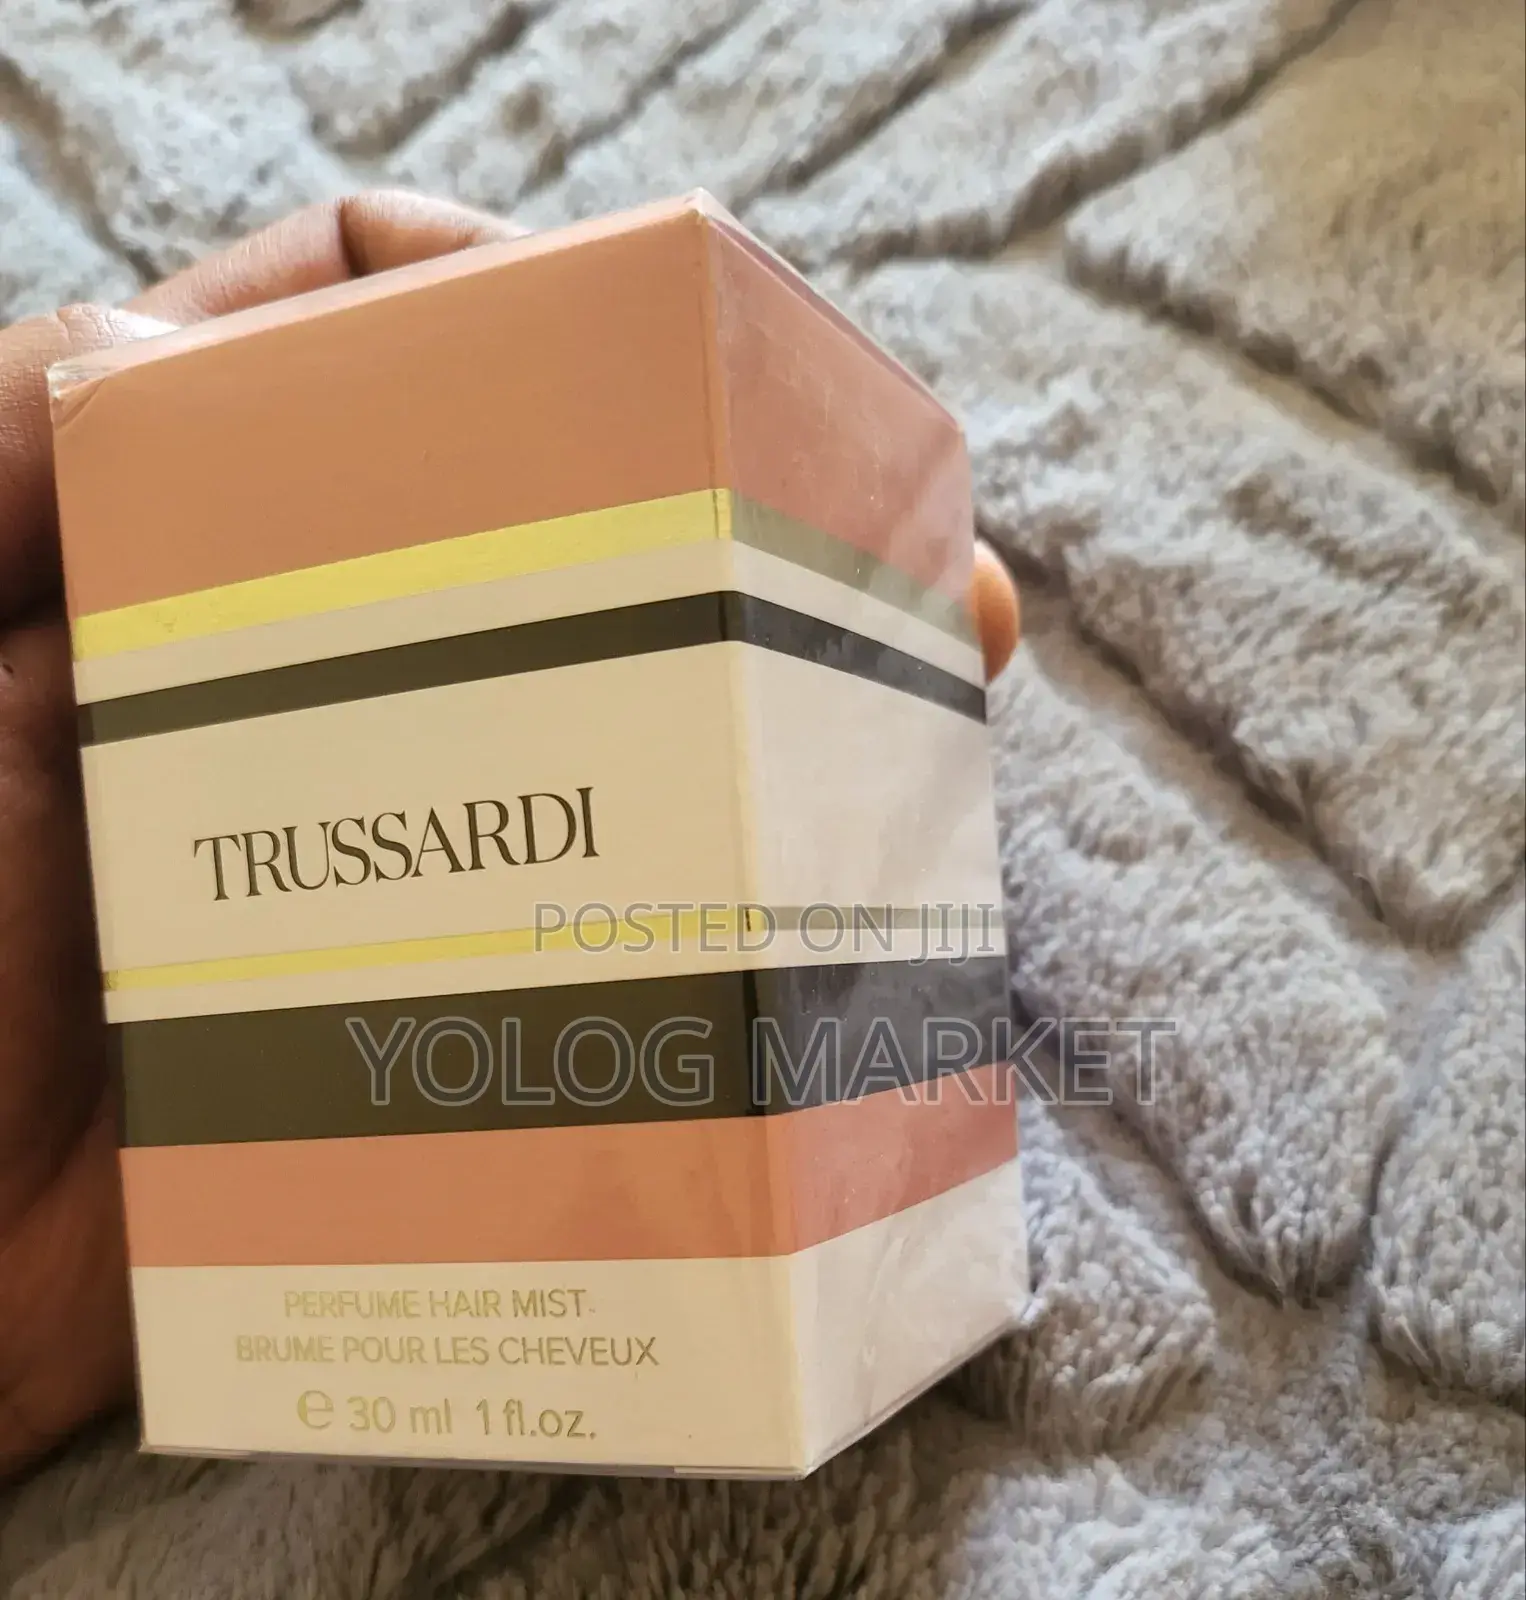 TRUSSARDI
POSTED ON JIJI
YOLOG MARKET
PERFUME HAIR MIST
BRUME POUR LES CHEVEUX
e 30 ml 1 fl.oz.